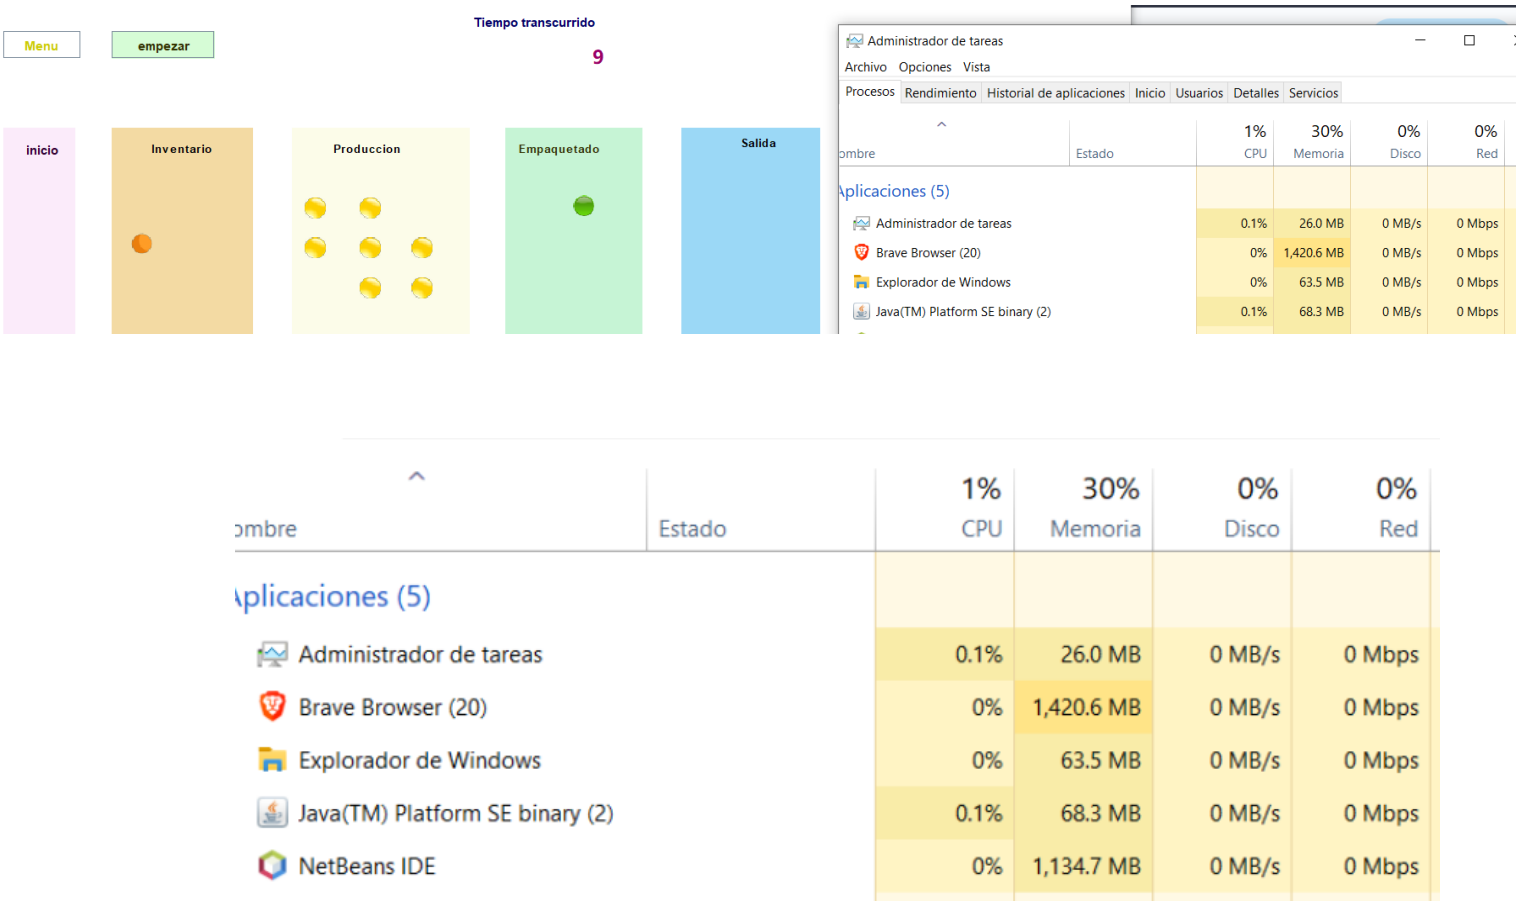 Tiempo transcurrido
Menu
empezar
9
inicio
Inventario
Produccion
Empaquetado
Salida
Administrador de tareas
Archivo Opciones Vista
Procesos Rendimiento Historial de aplicaciones Inicio Usuarios Detalles Servicios
1% 30% 0% 0%
ombre Estado CPU Memoria Disco Red
Aplicaciones (5)
Administrador de tareas 0.1% 26.0 MB 0 MB/s 0 Mbps
Brave Browser (20) 0% 1,420.6 MB 0 MB/s 0 Mbps
Explorador de Windows 0% 63.5 MB 0 MB/s 0 Mbps
Java(TM) Platform SE binary (2) 0.1% 68.3 MB 0 MB/s 0 Mbps
1% 30% 0% 0%
ombre Estado CPU Memoria Disco Red
Aplicaciones (5)
Administrador de tareas 0.1% 26.0 MB 0 MB/s 0 Mbps
Brave Browser (20) 0% 1,420.6 MB 0 MB/s 0 Mbps
Explorador de Windows 0% 63.5 MB 0 MB/s 0 Mbps
Java(TM) Platform SE binary (2) 0.1% 68.3 MB 0 MB/s 0 Mbps
NetBeans IDE 0% 1,134.7 MB 0 MB/s 0 Mbps